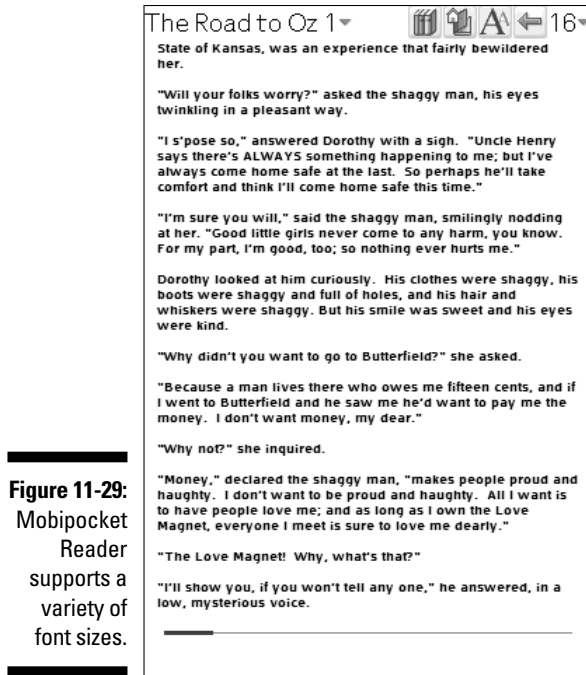 The Road to Oz 1 16
State of Kansas, was an experience that fairly bewildered
her.
"Will your folks worry?" asked the shaggy man, his eyes
twinkling in a pleasant way.
"I s'pose so," answered Dorothy with a sigh.  "Uncle Henry
says there's ALWAYS something happening to me; but I've
always come home safe at the last.  So perhaps he'll take
comfort and think I'll come home safe this time."
"I'm sure you will," said the shaggy man, smilingly nodding
at her. "Good little girls never come to any harm, you know.
For my part, I'm good, too; so nothing ever hurts me."
Dorothy looked at him curiously.  His clothes were shaggy, his
boots were shaggy and full of holes, and his hair and
whiskers were shaggy. But his smile was sweet and his eyes
were kind.
"Why didn't you want to go to Butterfield?" she asked.
"Because a man lives there who owes me fifteen cents, and if
I went to Butterfield and he saw me he'd want to pay me the
money.  I don't want money, my dear."
"Why not?" she inquired.
"Money," declared the shaggy man, "makes people proud and
haughty.  I don't want to be proud and haughty.  All I want is
to have people love me; and as long as I own the Love
Magnet, everyone I meet is sure to love me dearly."
"The Love Magnet!  Why, what's that?"
"I'll show you, if you won't tell any one," he answered, in a
low, mysterious voice.
Figure 11-29:
Mobipocket
Reader
supports a
variety of
font sizes.